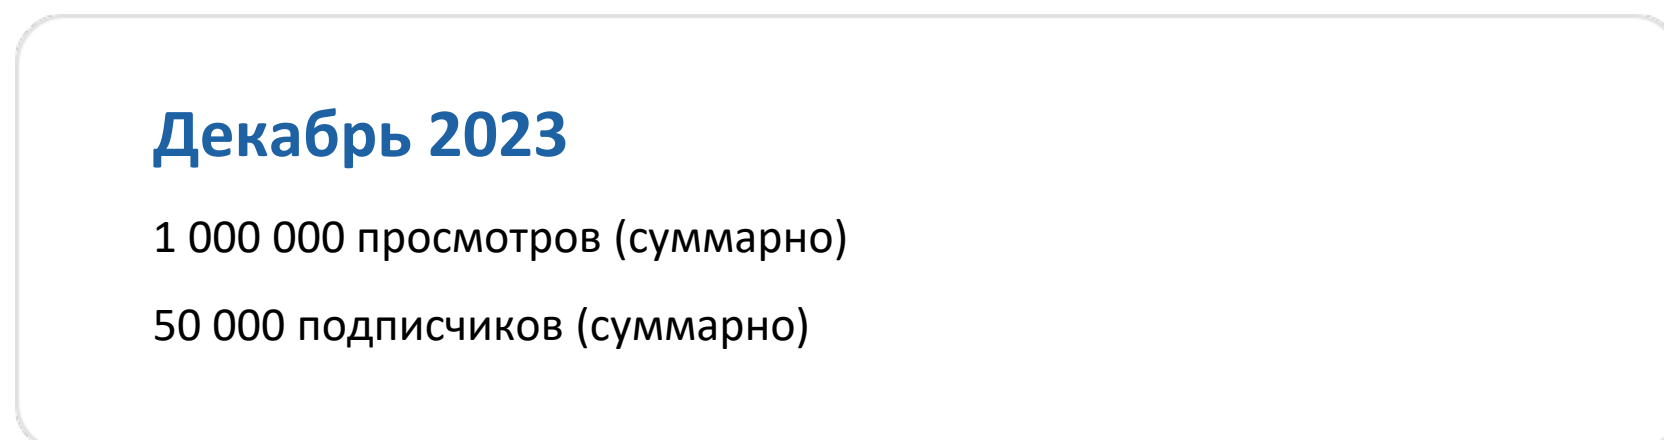 Декабрь 2023
1 000 000 просмотров (суммарно)
50 000 подписчиков (суммарно)